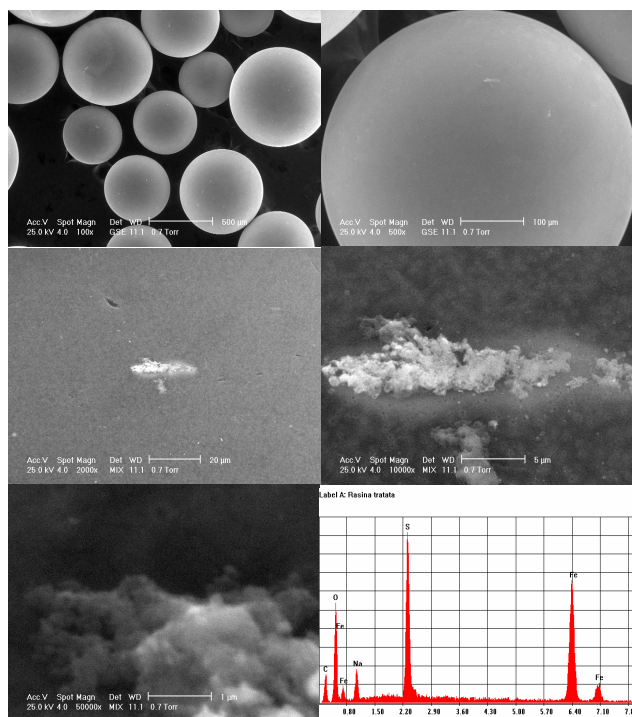 Acc.V Spot Magn Det WD 500 µm
25.0 kV 4.0 100x GSE 11.1 0.7 Torr
Acc.V Spot Magn Det WD 100 µm
25.0 kV 4.0 500x GSE 11.1 0.7 Torr
Acc.V Spot Magn Det WD 20 µm
25.0 kV 4.0 2000x MIX 11.1 0.7 Torr
Acc.V Spot Magn Det WD 5 µm
25.0 kV 4.0 10000x MIX 11.1 0.7 Torr
Acc.V Spot Magn Det WD 1 µm
25.0 kV 4.0 50000x MIX 11.1 0.7 Torr
Label A: Rasina tratata
S
Fe
O
Fe
Na
C
Fe
Fe
0.80 1.50 2.20 2.90 3.60 4.30 5.00 5.70 6.40 7.10